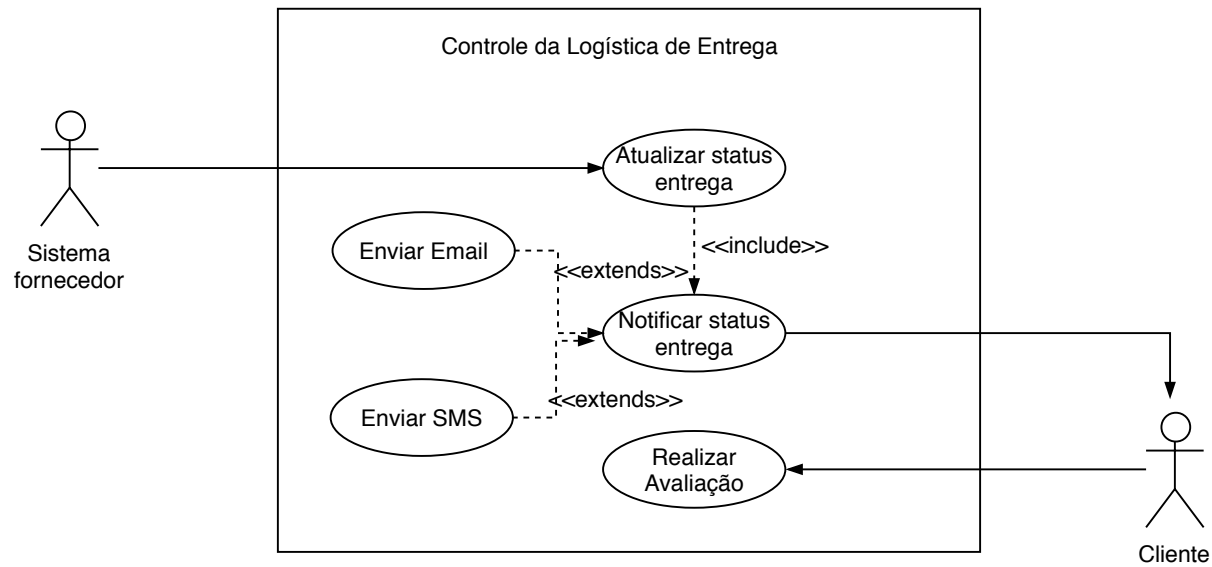 Controle da Logística de Entrega
Atualizar status
entrega
Sistema
fornecedor
Enviar Email
<<include>>
<<extends>>
Notificar status
entrega
Enviar SMS
<<extends>>
Realizar
Avaliação
Cliente